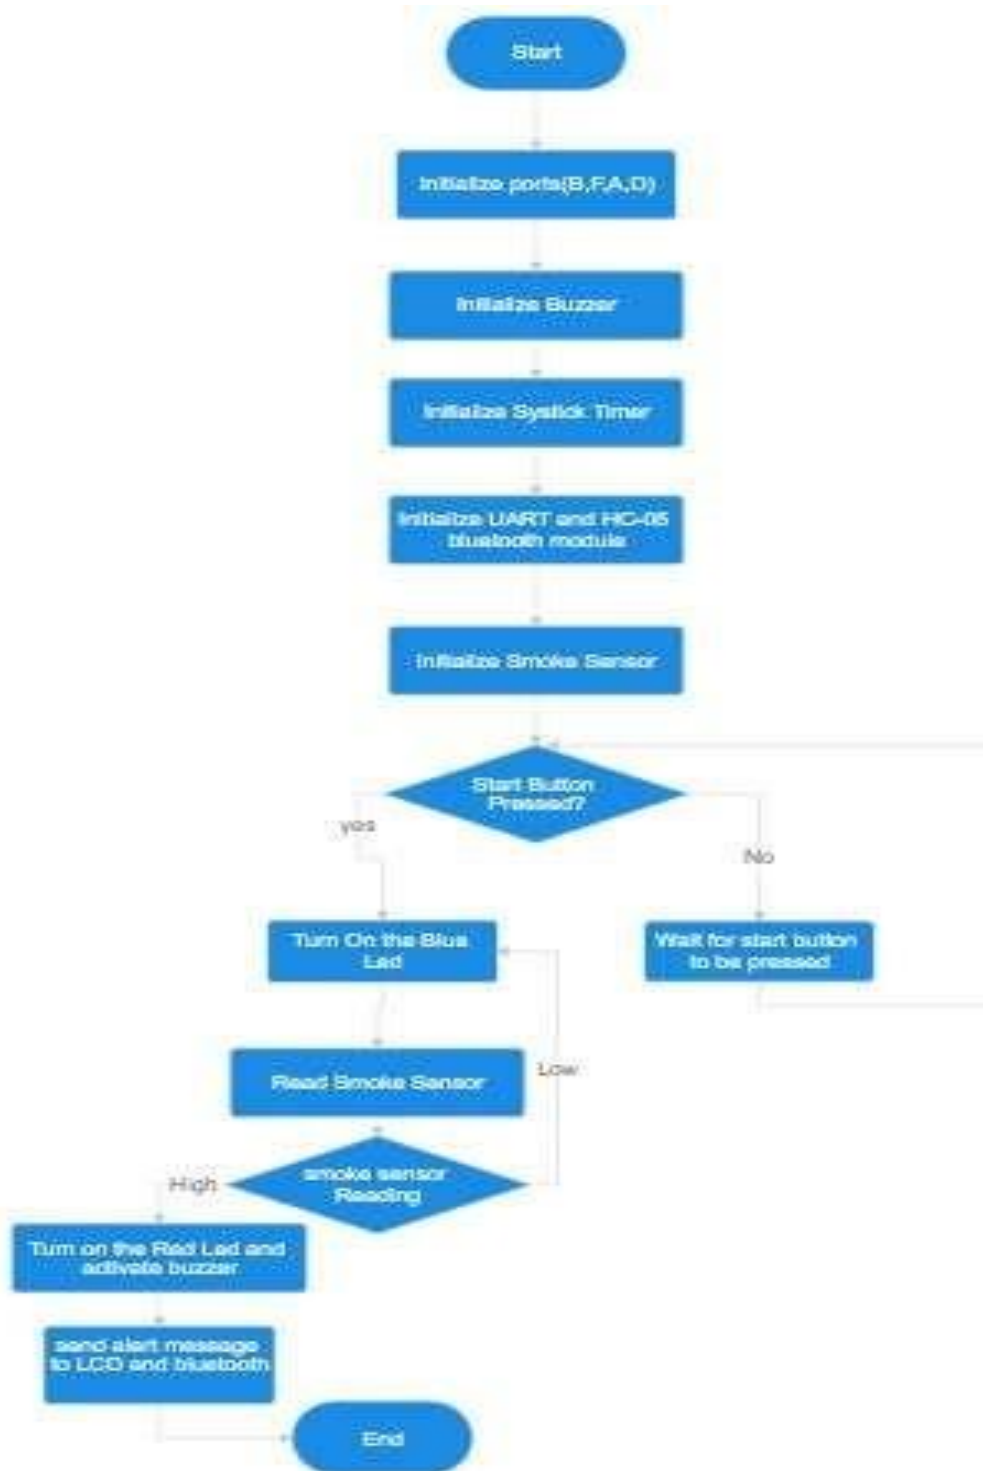 Start
Initialize ports(B,F,A,D)
Initialize Buzzer
Initialize Systick Timer
Initialize UART and HC-05
bluetooth module
Initialize Smoke Sensor
Start Button
Pressed?
yes
No
Turn On the Blue
Led
Wait for start button
to be pressed
Read Smoke Sensor
Low
smoke sensor
Reading
High
Turn on the Red Led and
activate buzzer
send alert message
to LCD and bluetooth
End